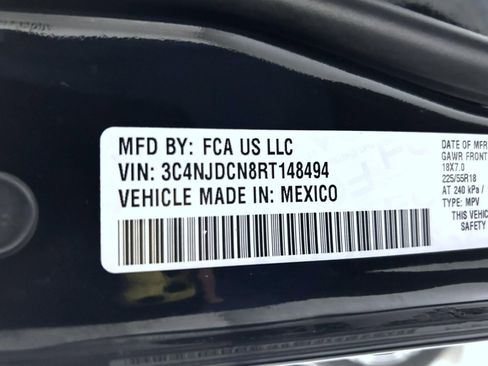 MFD BY: FCA US LLC
VIN: 3C4NJDCN8RT148494
VEHICLE MADE IN: MEXICO
DATE OF MFR
GAWR FRONT
18X7.0
225/55R18
AT 240 kPa /
TYPE: MPV
THIS VEHIC
SAFETY